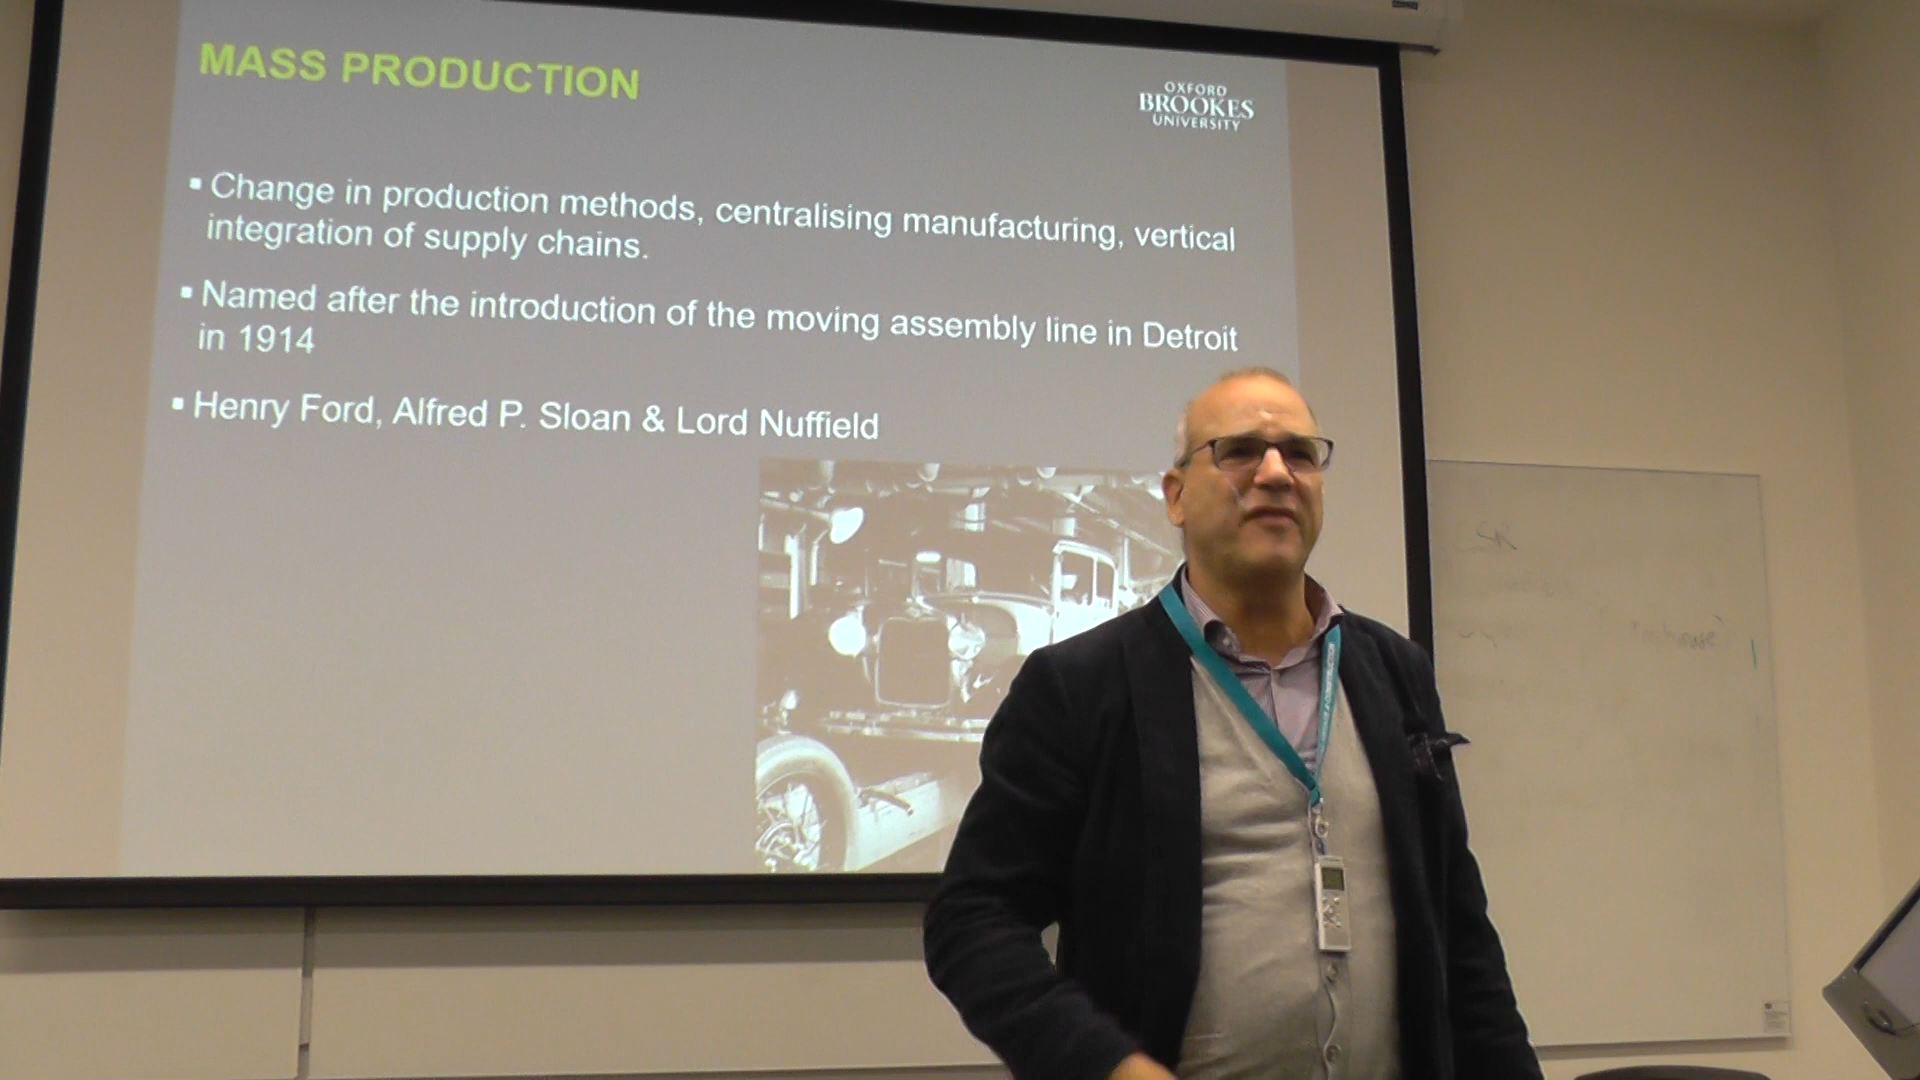 MASS PRODUCTION
OXFORD
BROOKES
UNIVERSITY
▪ Change in production methods, centralising manufacturing, vertical
integration of supply chains.
▪ Named after the introduction of the moving assembly line in Detroit
in 1914
▪ Henry Ford, Alfred P. Sloan & Lord Nuffield